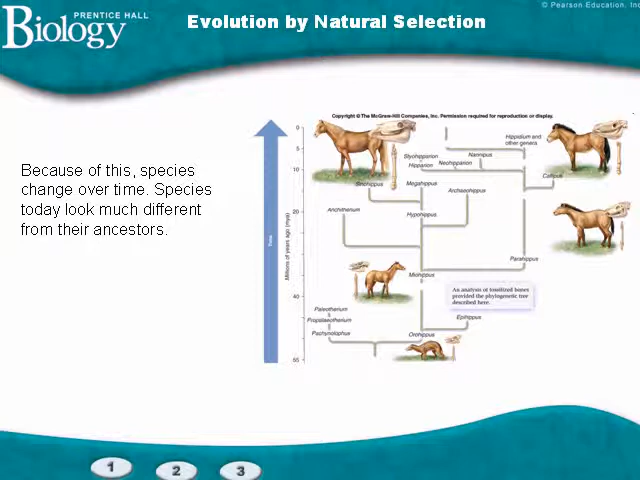 PRENTICE HALL
Biology
Evolution by Natural Selection
© Pearson Education, Inc
Because of this, species
change over time. Species
today look much different
from their ancestors.
Copyright © The McGraw-Hill Companies, Inc. Permission required for reproduction or display.
Time
Millions of years ago (mya)
0
5
10
20
30
40
55
Hippidium and
other genera
Nannippus
Neohipparion
Hipparion
Callippus
Sinohippus
Megahippus
Archaeohippus
Anchitherium
Hypohippus
Parahippus
Miohippus
An analysis of fossilized bones
provided the phylogenetic tree
described here.
Paleotherium
Propalaeotherium
Epihippus
Pachynolophus
Orohippus
1
2
3